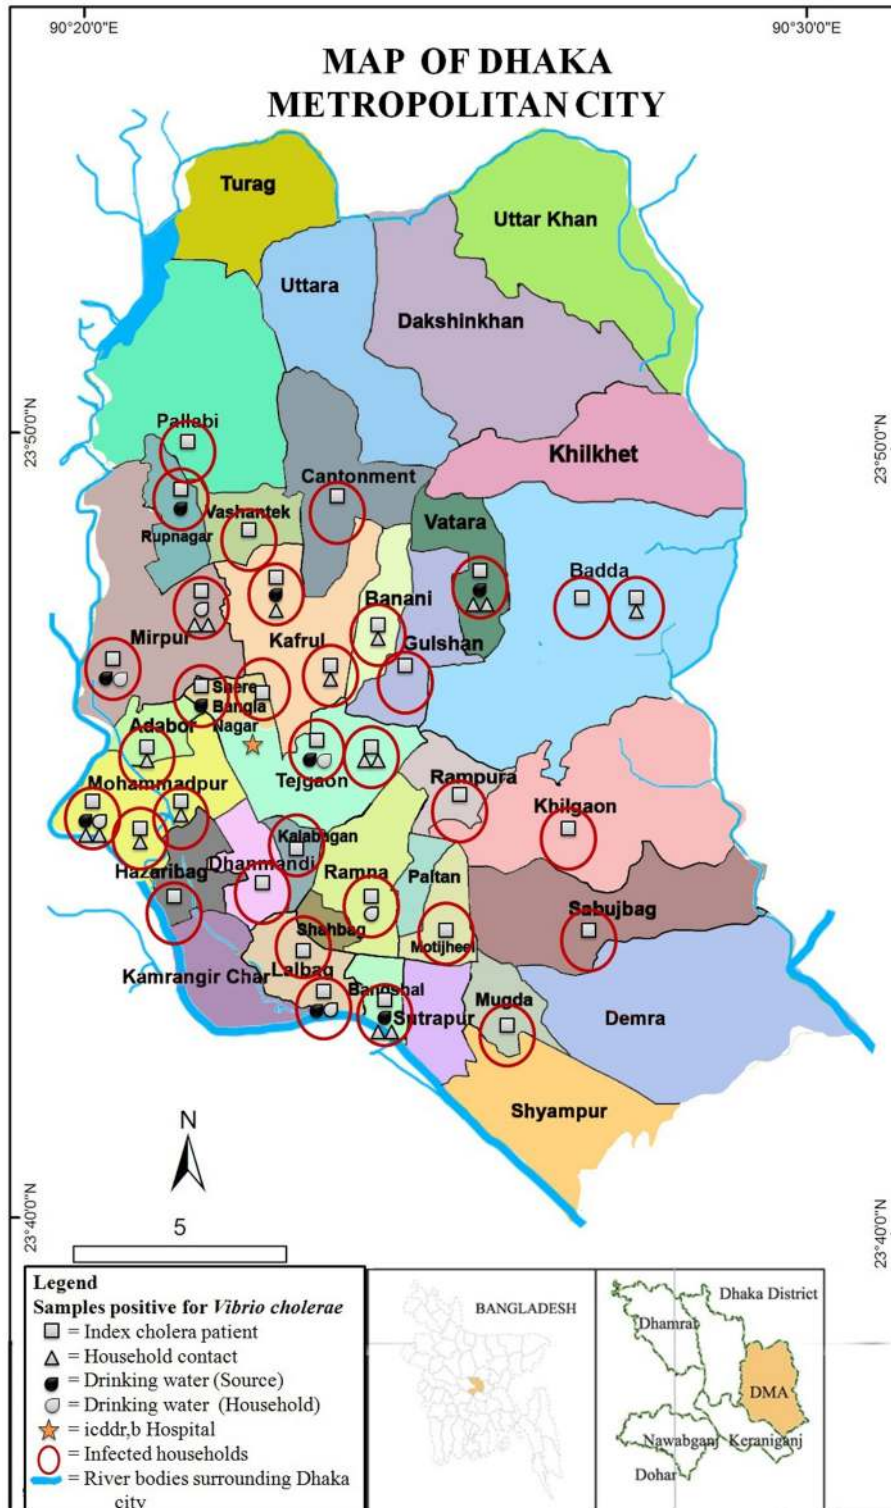 90°20'0"E
90°30'0"E
MAP OF DHAKA
METROPOLITAN CITY
Turag
Uttar Khan
Uttara
Dakshinkhan
23°50'0"N
23°50'0"N
Pallabi
Khilkhet
Cantonment
Vashantek
Vatara
Rupnagar
Badda
Banani
Mirpur
Kafrul
Gulshan
Shere
Bangla
Nagar
Adabor
Mohammadpur
Tejgaon
Rampura
Khilgaon
Kalabagan
Hazaribag
Dhanmandi
Ramna
Paltan
Sabujbag
Shahbag
Motijheel
Kamrangir Char
Lalbag
Bangshal
Sutrapur
Mugda
Demra
Shyampur
N
5
23°40'0"N
23°40'0"N
Legend
Samples positive for Vibrio cholerae
= Index cholera patient
= Household contact
= Drinking water (Source)
= Drinking water (Household)
= icddr,b Hospital
= Infected households
= River bodies surrounding Dhaka
city
BANGLADESH
Dhaka District
Dhamrai
DMA
Nawabganj
Keraniganj
Dohar